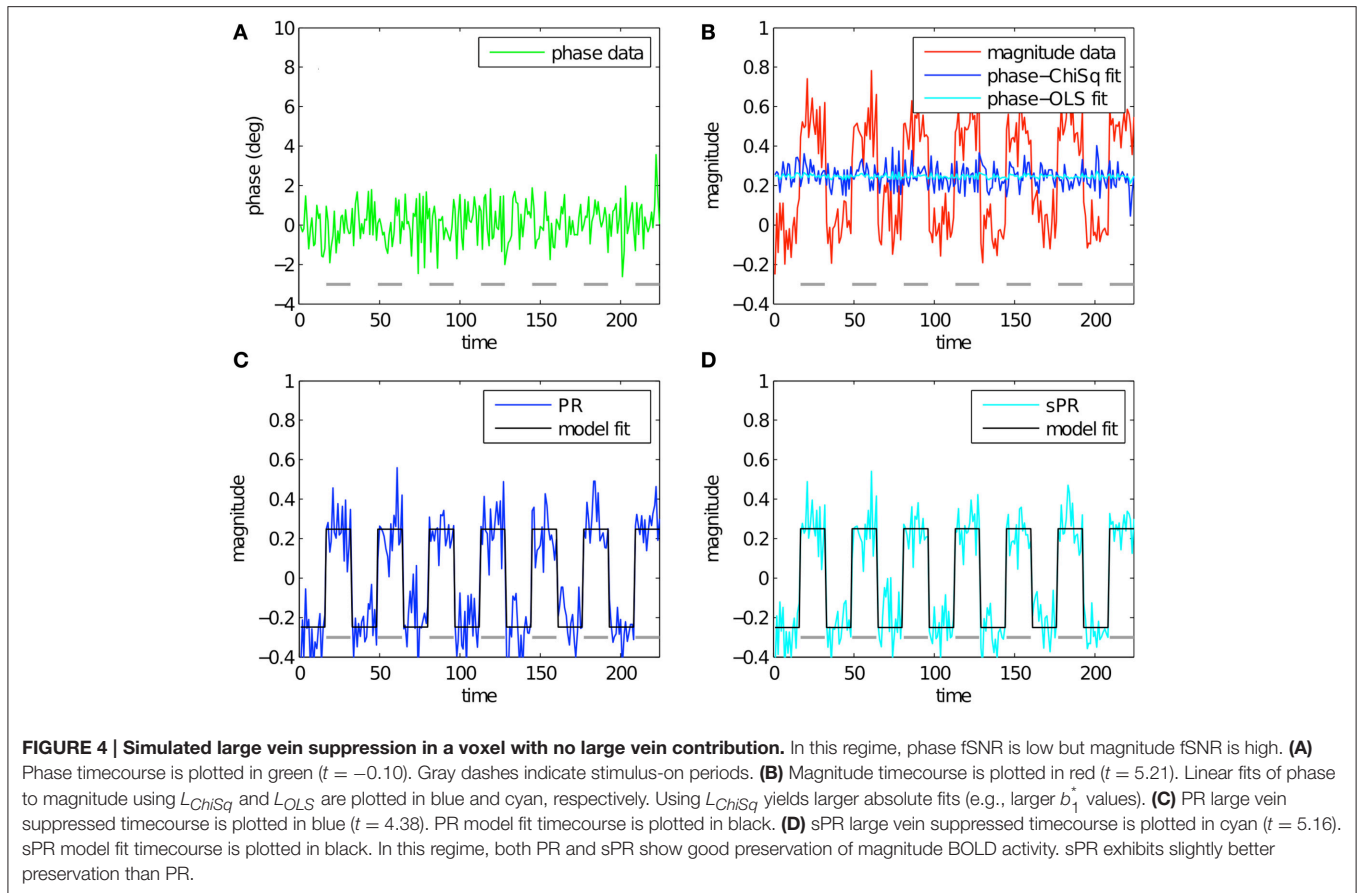 A
phase data
10
8
6
4
2
0
−2
−4
phase (deg)
0 50 100 150 200
time
B
magnitude data
phase−ChiSq fit
phase−OLS fit
1
0.8
0.6
0.4
0.2
0
−0.2
−0.4
magnitude
0 50 100 150 200
time
C
PR
model fit
1
0.8
0.6
0.4
0.2
0
−0.2
−0.4
magnitude
0 50 100 150 200
time
D
sPR
model fit
1
0.8
0.6
0.4
0.2
0
−0.2
−0.4
magnitude
0 50 100 150 200
time
FIGURE 4 | Simulated large vein suppression in a voxel with no large vein contribution. In this regime, phase fSNR is low but magnitude fSNR is high. (A)
Phase timecourse is plotted in green (t = −0.10). Gray dashes indicate stimulus-on periods. (B) Magnitude timecourse is plotted in red (t = 5.21). Linear fits of phase
to magnitude using L_ChiSq and L_OLS are plotted in blue and cyan, respectively. Using L_ChiSq yields larger absolute fits (e.g., larger b*_1 values). (C) PR large vein
suppressed timecourse is plotted in blue (t = 4.38). PR model fit timecourse is plotted in black. (D) sPR large vein suppressed timecourse is plotted in cyan (t = 5.16).
sPR model fit timecourse is plotted in black. In this regime, both PR and sPR show good preservation of magnitude BOLD activity. sPR exhibits slightly better
preservation than PR.